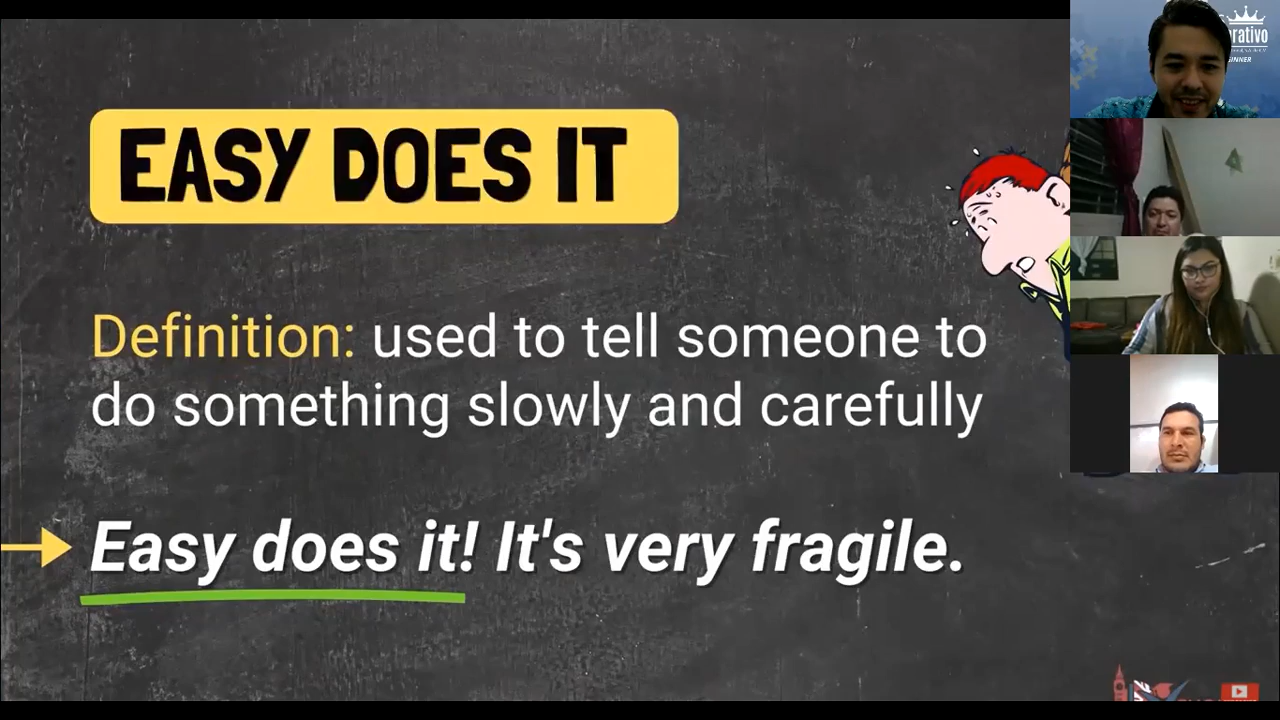 EASY DOES IT
Definition: used to tell someone to
do something slowly and carefully
Easy does it! It's very fragile.